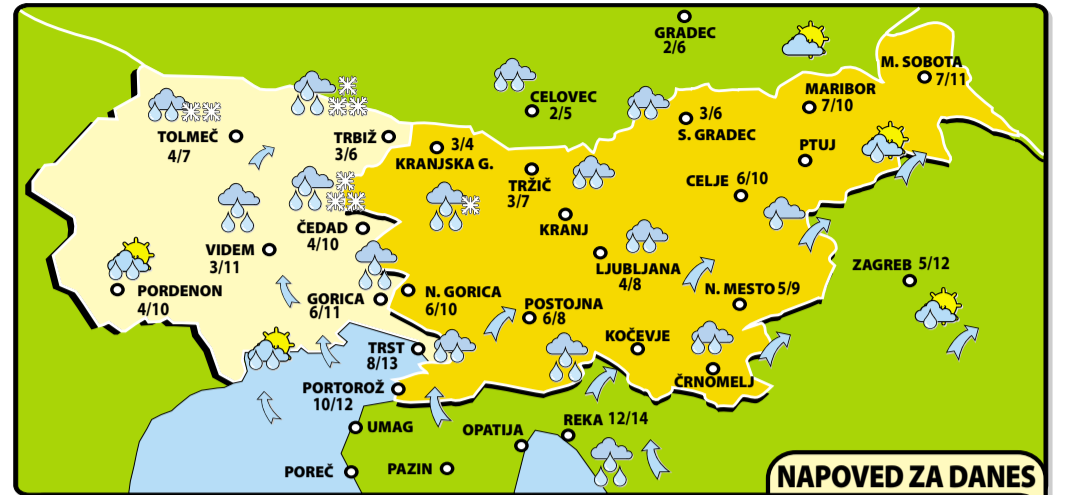 GRADEC
2/6
M. SOBOTA
7/11
CELOVEC
2/5
MARIBOR
7/10
3/6
S. GRADEC
TOLMEČ
4/7
TRBIŽ
3/6
3/4
KRANJSKA G.
PTUJ
TRŽIČ
3/7
CELJE 6/10
KRANJ
ČEDAD
4/10
VIDEM
3/11
LJUBLJANA
4/8
ZAGREB 5/12
PORDENON
4/10
GORICA
6/11
N. GORICA
6/10
N. MESTO 5/9
POSTOJNA
6/8
KOČEVJE
TRST
8/13
ČRNOMELJ
PORTOROŽ
10/12
UMAG
OPATIJA
REKA 12/14
POREČ
PAZIN
NAPOVED ZA DANES